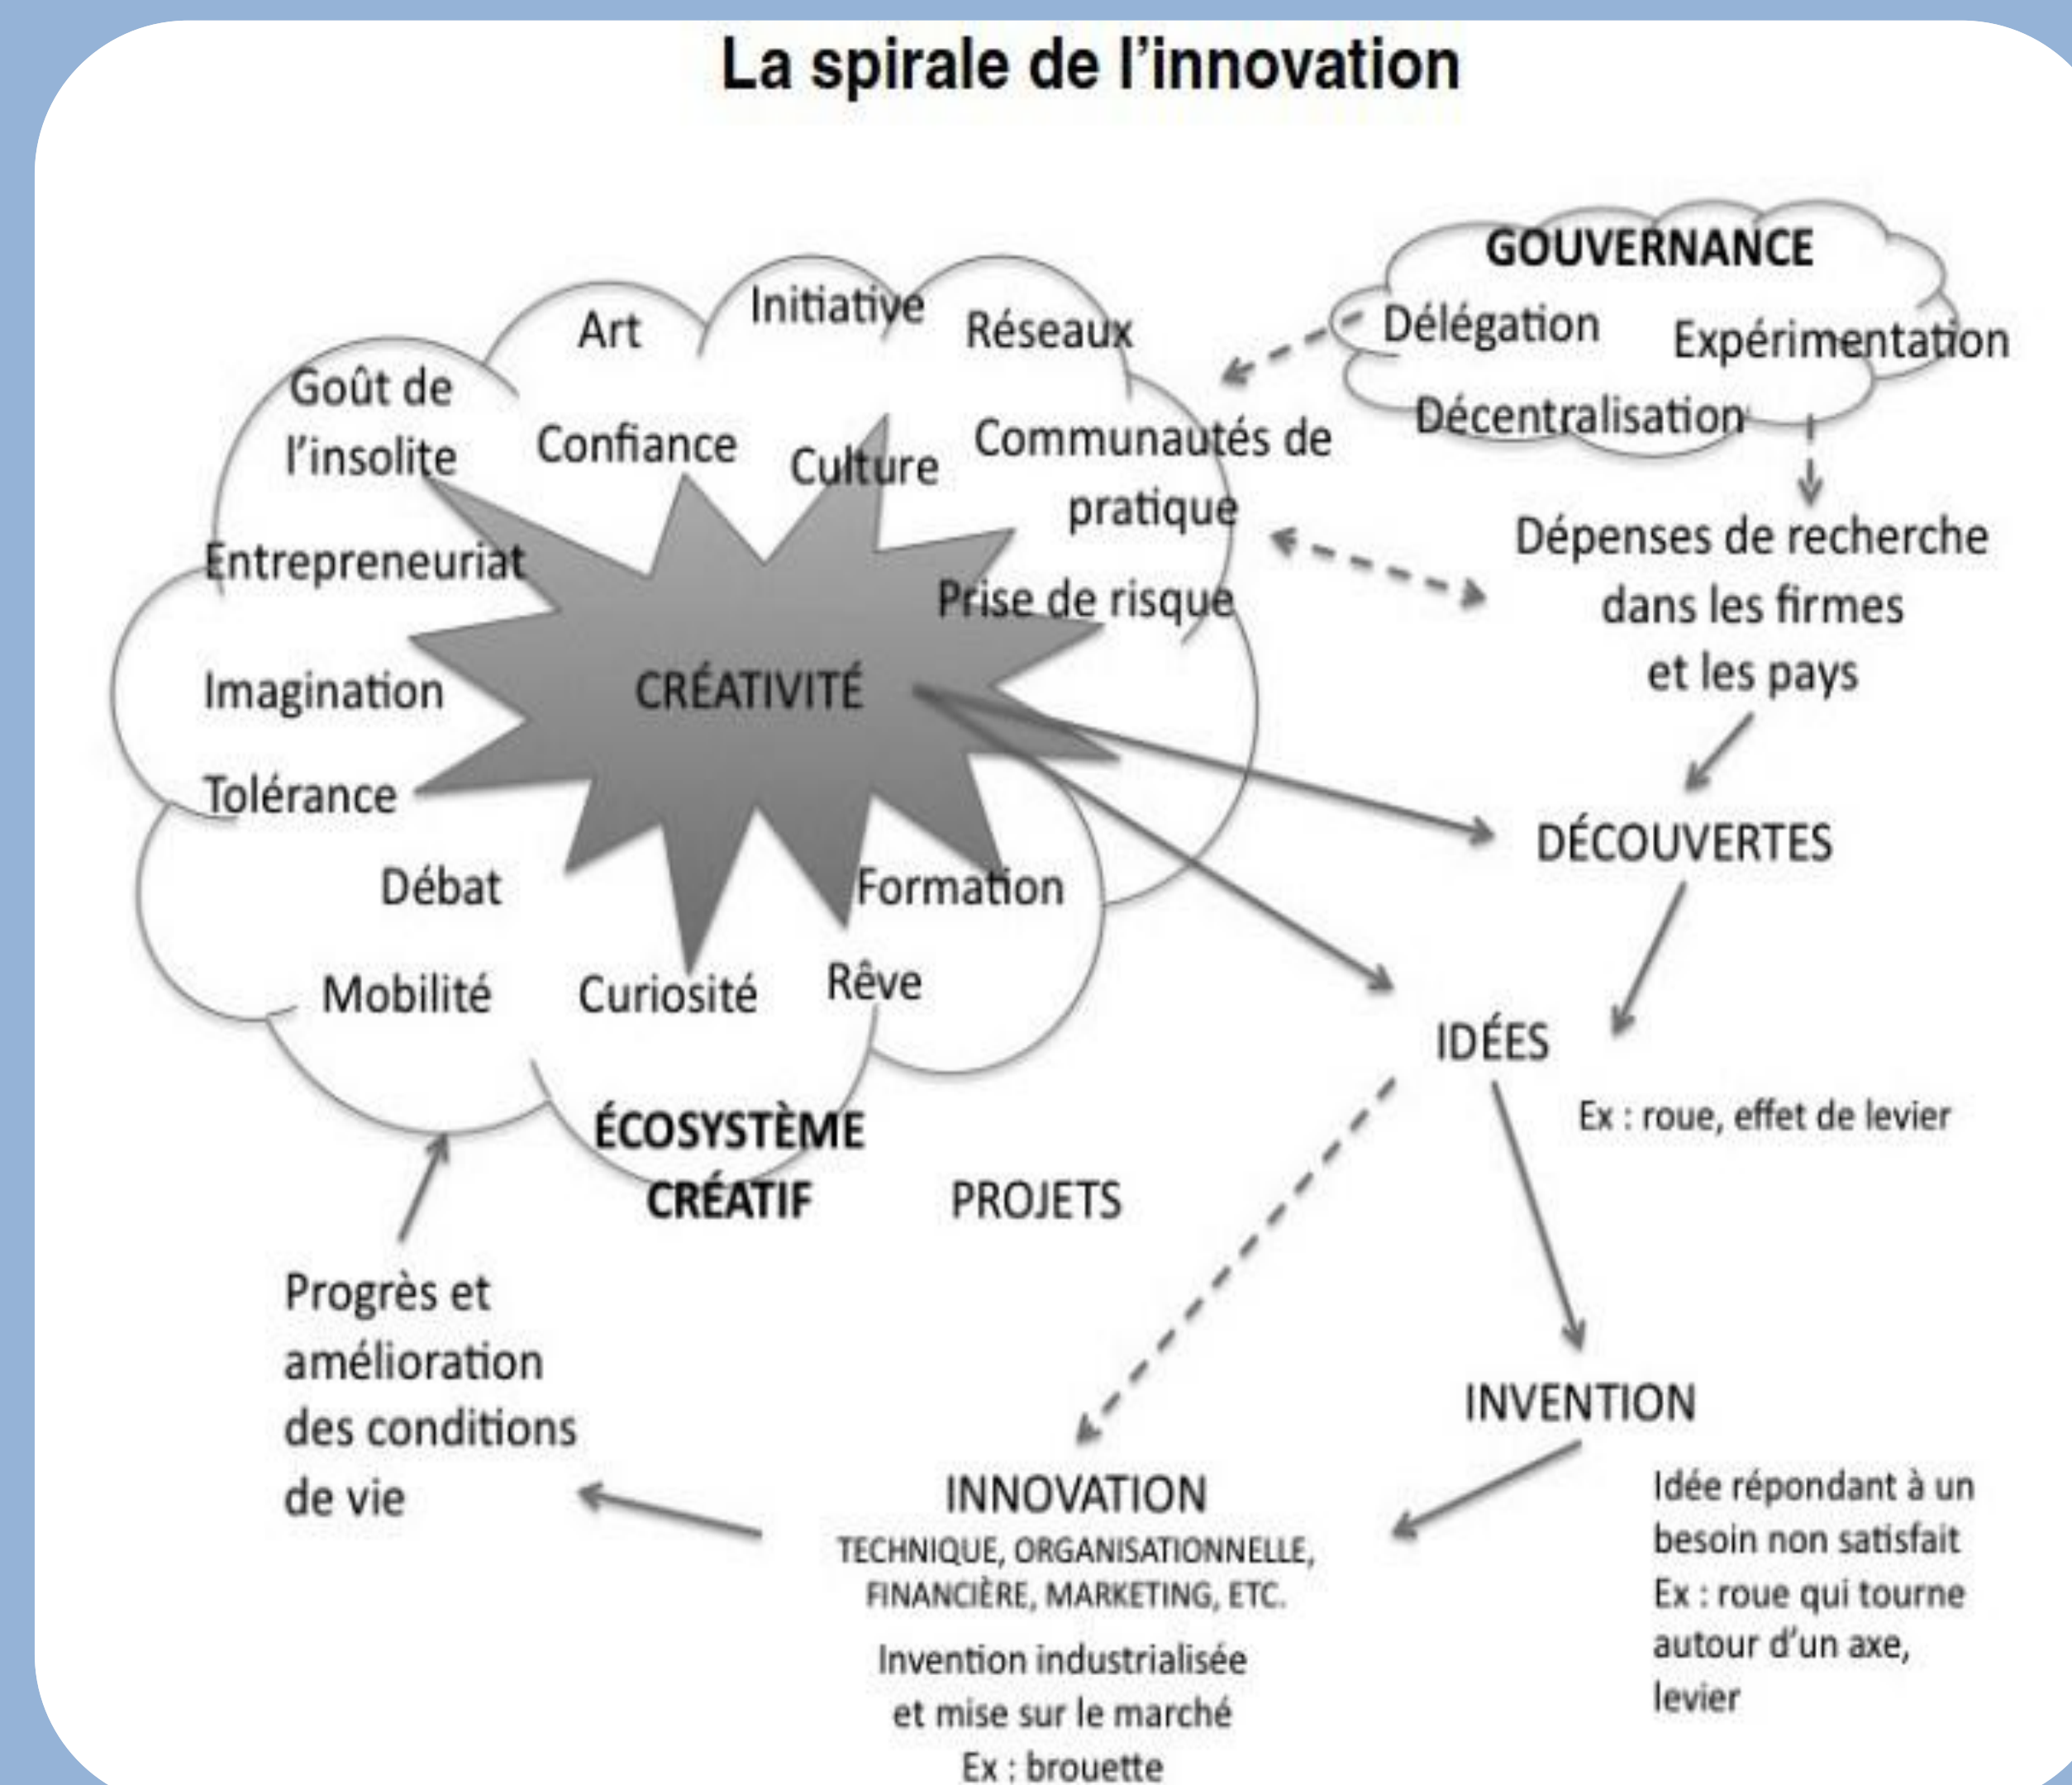 La spirale de l'innovation
GOUVERNANCE
Délégation
Expérimentation
Décentralisation
Art
Initiative
Réseaux
Goût de
l'insolite
Confiance
Culture
Communautés de
pratique
Entrepreneuriat
Prise de risque
Imagination
CRÉATIVITÉ
Tolérance
Débat
Formation
Mobilité
Curiosité
Rêve
ÉCOSYSTÈME
CRÉATIF
PROJETS
Dépenses de recherche
dans les firmes
et les pays
DÉCOUVERTES
IDÉES
Ex : roue, effet de levier
INVENTION
Idée répondant à un
besoin non satisfait
Ex : roue qui tourne
autour d'un axe,
levier
INNOVATION
TECHNIQUE, ORGANISATIONNELLE,
FINANCIÈRE, MARKETING, ETC.
Invention industrialisée
et mise sur le marché
Ex : brouette
Progrès et
amélioration
des conditions
de vie